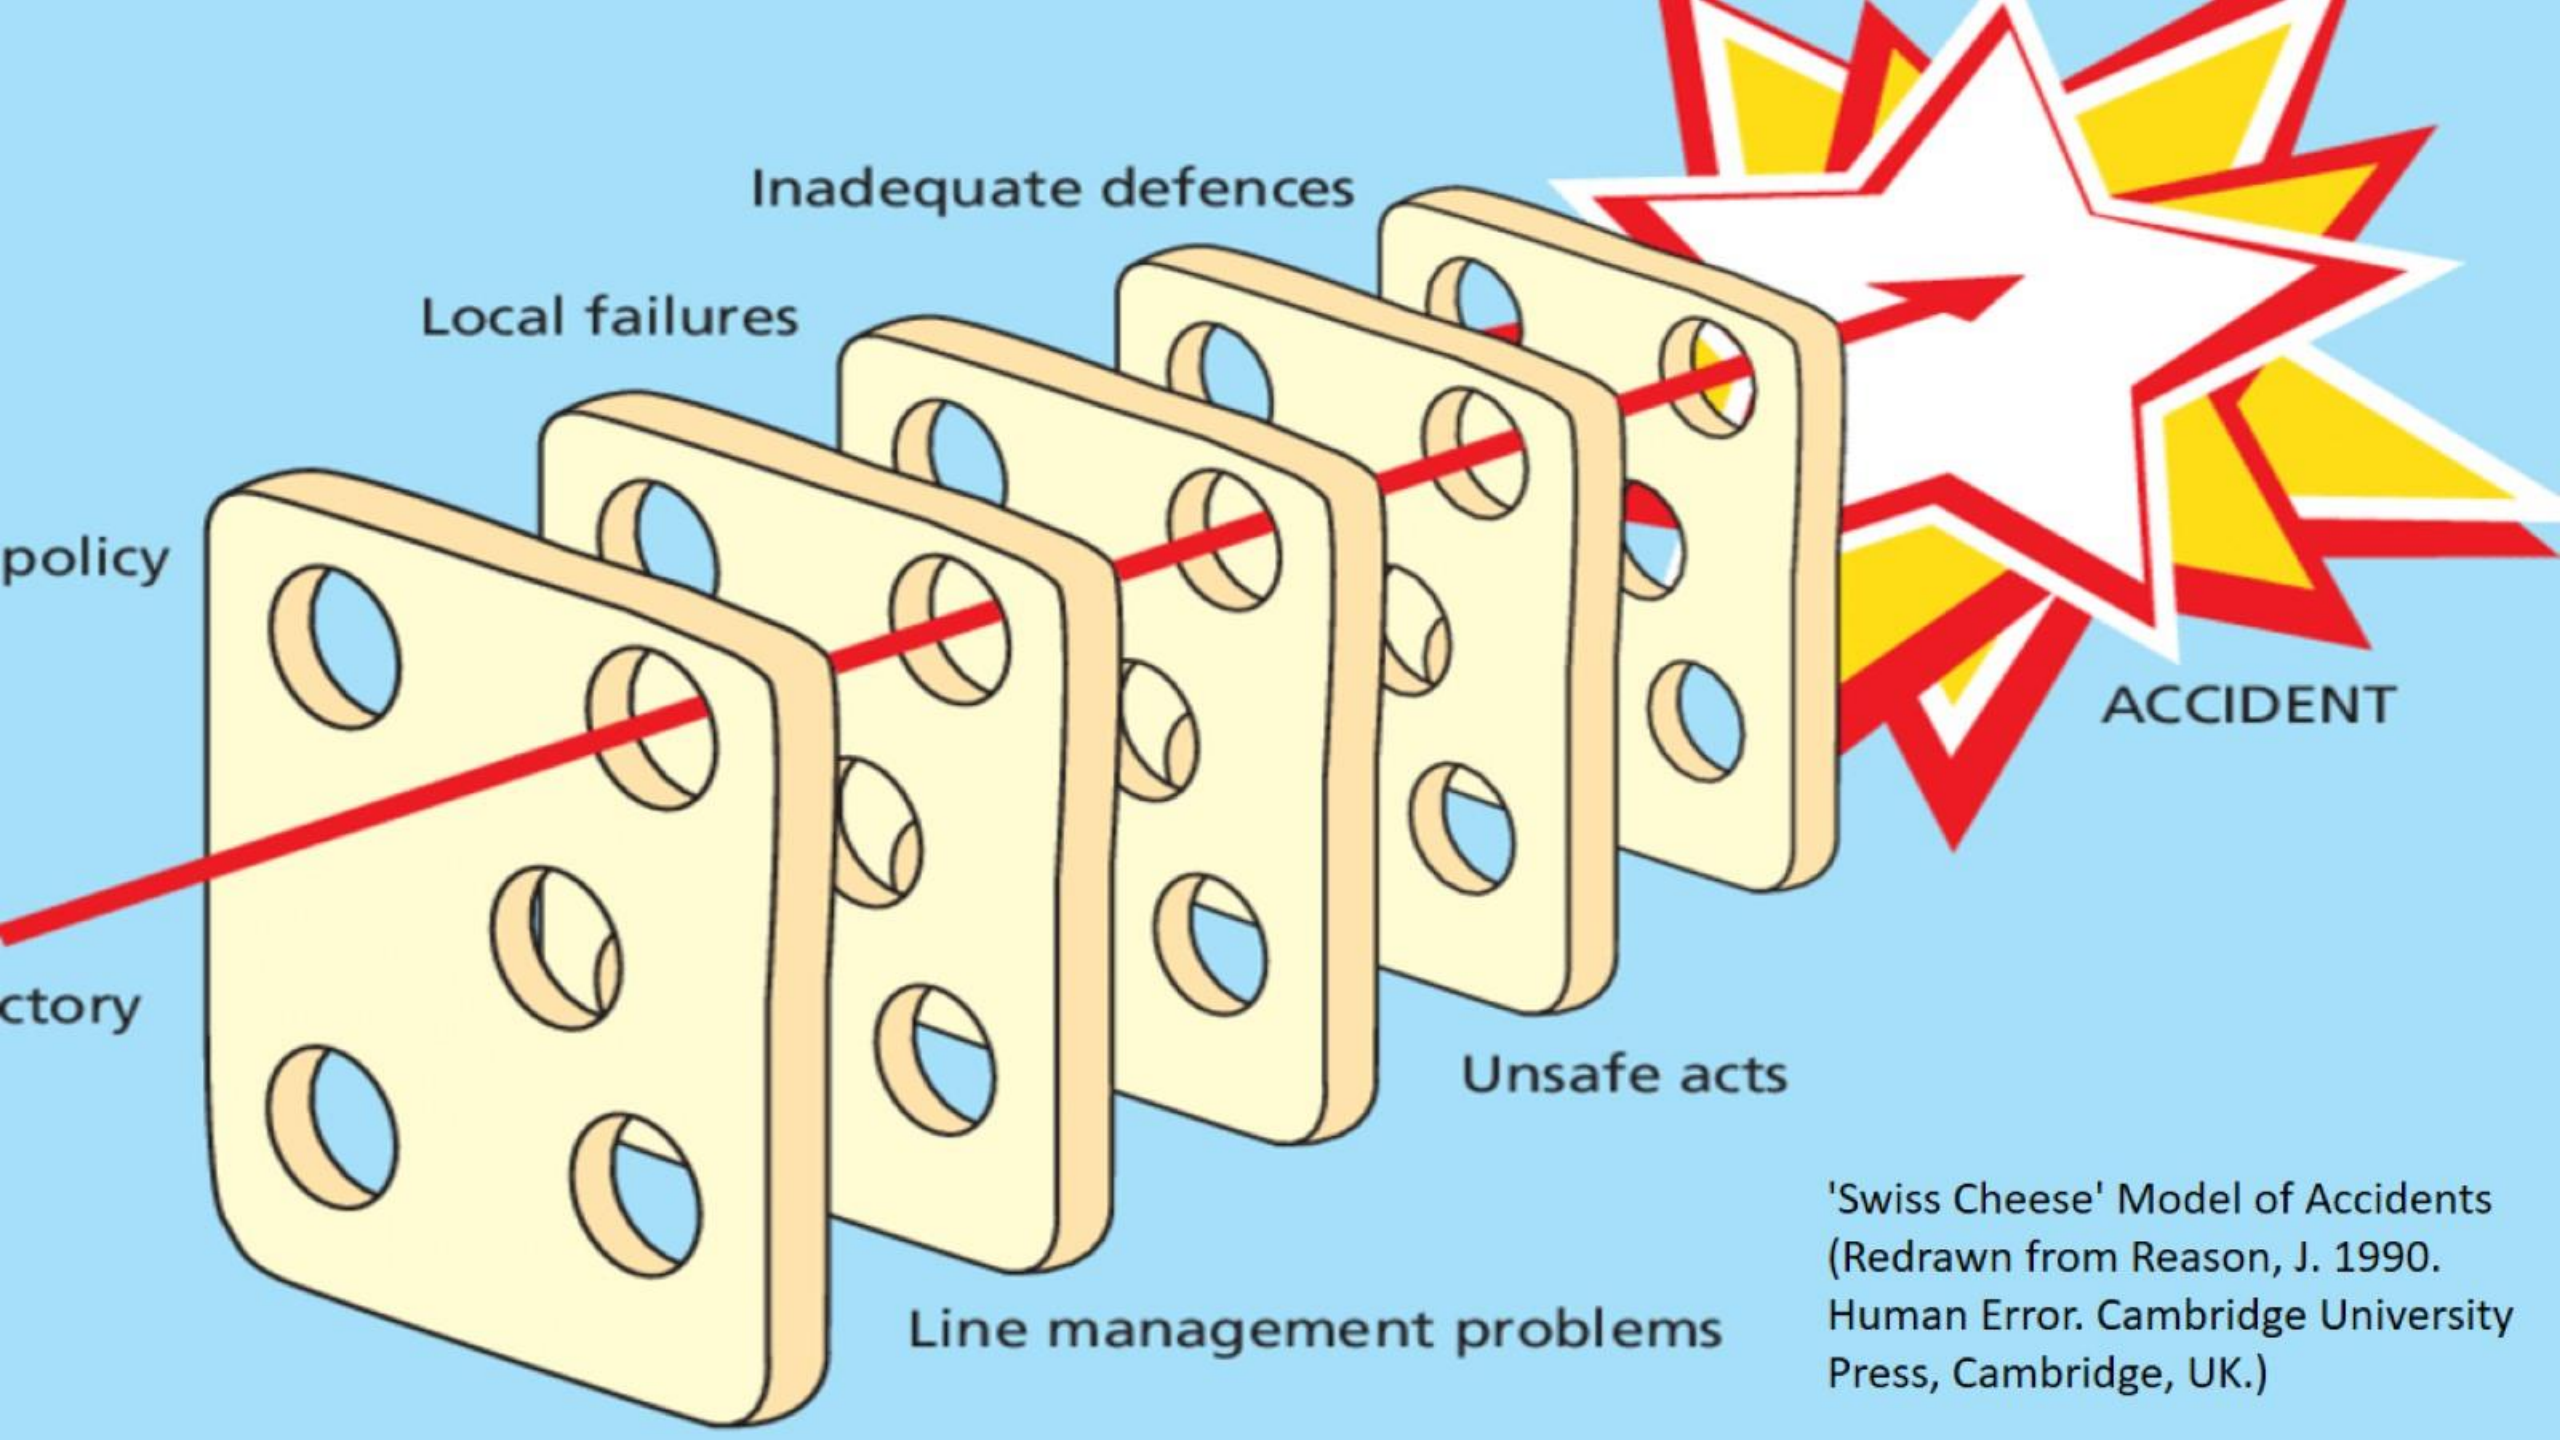 Inadequate defences
Local failures
policy
ctory
ACCIDENT
Unsafe acts
Line management problems
'Swiss Cheese' Model of Accidents
(Redrawn from Reason, J. 1990.
Human Error. Cambridge University
Press, Cambridge, UK.)